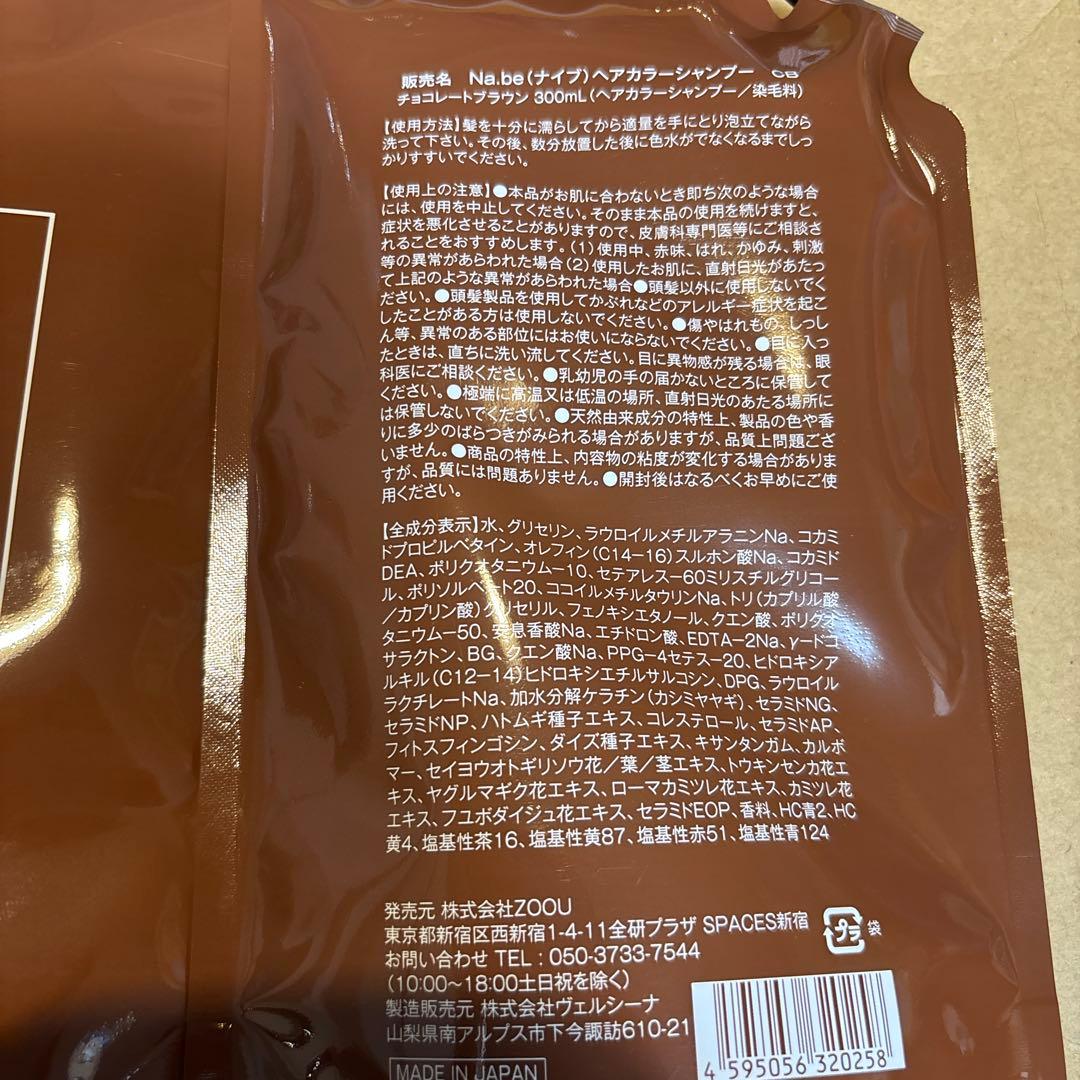 販売名 Na.be(ナイブ)ヘアカラーシャンプー CB
チョコレートブラウン 300mL(ヘアカラーシャンプー/染毛料)
【使用方法】髪を十分に濡らしてから適量を手にとり泡立てながら
洗って下さい。その後、数分放置した後に色水がでなくなるまでしっ
かりすすいでください。
【使用上の注意】●本品がお肌に合わないとき即ち次のような場合
には、使用を中止してください。そのまま本品の使用を続けますと、
症状を悪化させることがありますので、皮膚科専門医等にご相談さ
れることをおすすめします。(1)使用中、赤味、はれ、かゆみ、刺激
等の異常があらわれた場合(2)使用したお肌に、直射日光があたっ
て上記のような異常があらわれた場合●頭髪以外に使用しないでく
ださい。●頭髪製品を使用してかぶれなどのアレルギー症状を起こ
したことがある方は使用しないでください。●傷やはれもの、しっし
ん等、異常のある部位にはお使いにならないでください。●目に入っ
たときは、直ちに洗い流してください。目に異物感が残る場合は、眼
科医にご相談ください。●乳幼児の手の届かないところに保管して
ください。●極端に高温又は低温の場所、直射日光のあたる場所に
は保管しないでください。●天然由来成分の特性上、製品の色や香
りに多少のばらつきがみられる場合がありますが、品質上問題ござ
いません。●商品の特性上、内容物の粘度が変化する場合がありま
すが、品質には問題ありません。●開封後はなるべくお早めにご使
用ください。
【全成分表示】水、グリセリン、ラウロイルメチルアラニンNa、コカミ
ドプロピルベタイン、オレフィン(C14-16)スルホン酸Na、コカミド
DEA、ポリクオタニウム-10、セテアレス-60ミリスチルグリコー
ル、ポリソルベート20、ココイルメチルタウリンNa、トリ(カプリル酸
/カプリン酸)グリセリル、フェノキシエタノール、クエン酸、ポリクオ
タニウム-50、安息香酸Na、エチドロン酸、EDTA-2Na、γ-ドコ
サラクトン、BG、クエン酸Na、PPG-4セテス-20、ヒドロキシア
ルキル(C12-14)ヒドロキシエチルサルコシン、DPG、ラウロイル
ラクチレートNa、加水分解ケラチン(カシミヤヤギ)、セラミドNG、
セラミドNP、ハトムギ種子エキス、コレステロール、セラミドAP、
フィトスフィンゴシン、ダイズ種子エキス、キサンタンガム、カルボ
マー、セイヨウオトギリソウ花/葉/茎エキス、トウキンセンカ花エ
キス、ヤグルマギク花エキス、ローマカミツレ花エキス、カミツレ花
エキス、フユボダイジュ花エキス、セラミドEOP、香料、HC青2、HC
黄4、塩基性茶16、塩基性黄87、塩基性赤51、塩基性青124
発売元 株式会社ZOOU
東京都新宿区西新宿1-4-11全研プラザ SPACES新宿
お問い合わせ TEL:050-3733-7544
(10:00~18:00土日祝を除く)
製造販売元 株式会社ヴェルシーナ
山梨県南アルプス市下今諏訪610-21
MADE IN JAPAN
プラ 袋
4 595056 320258